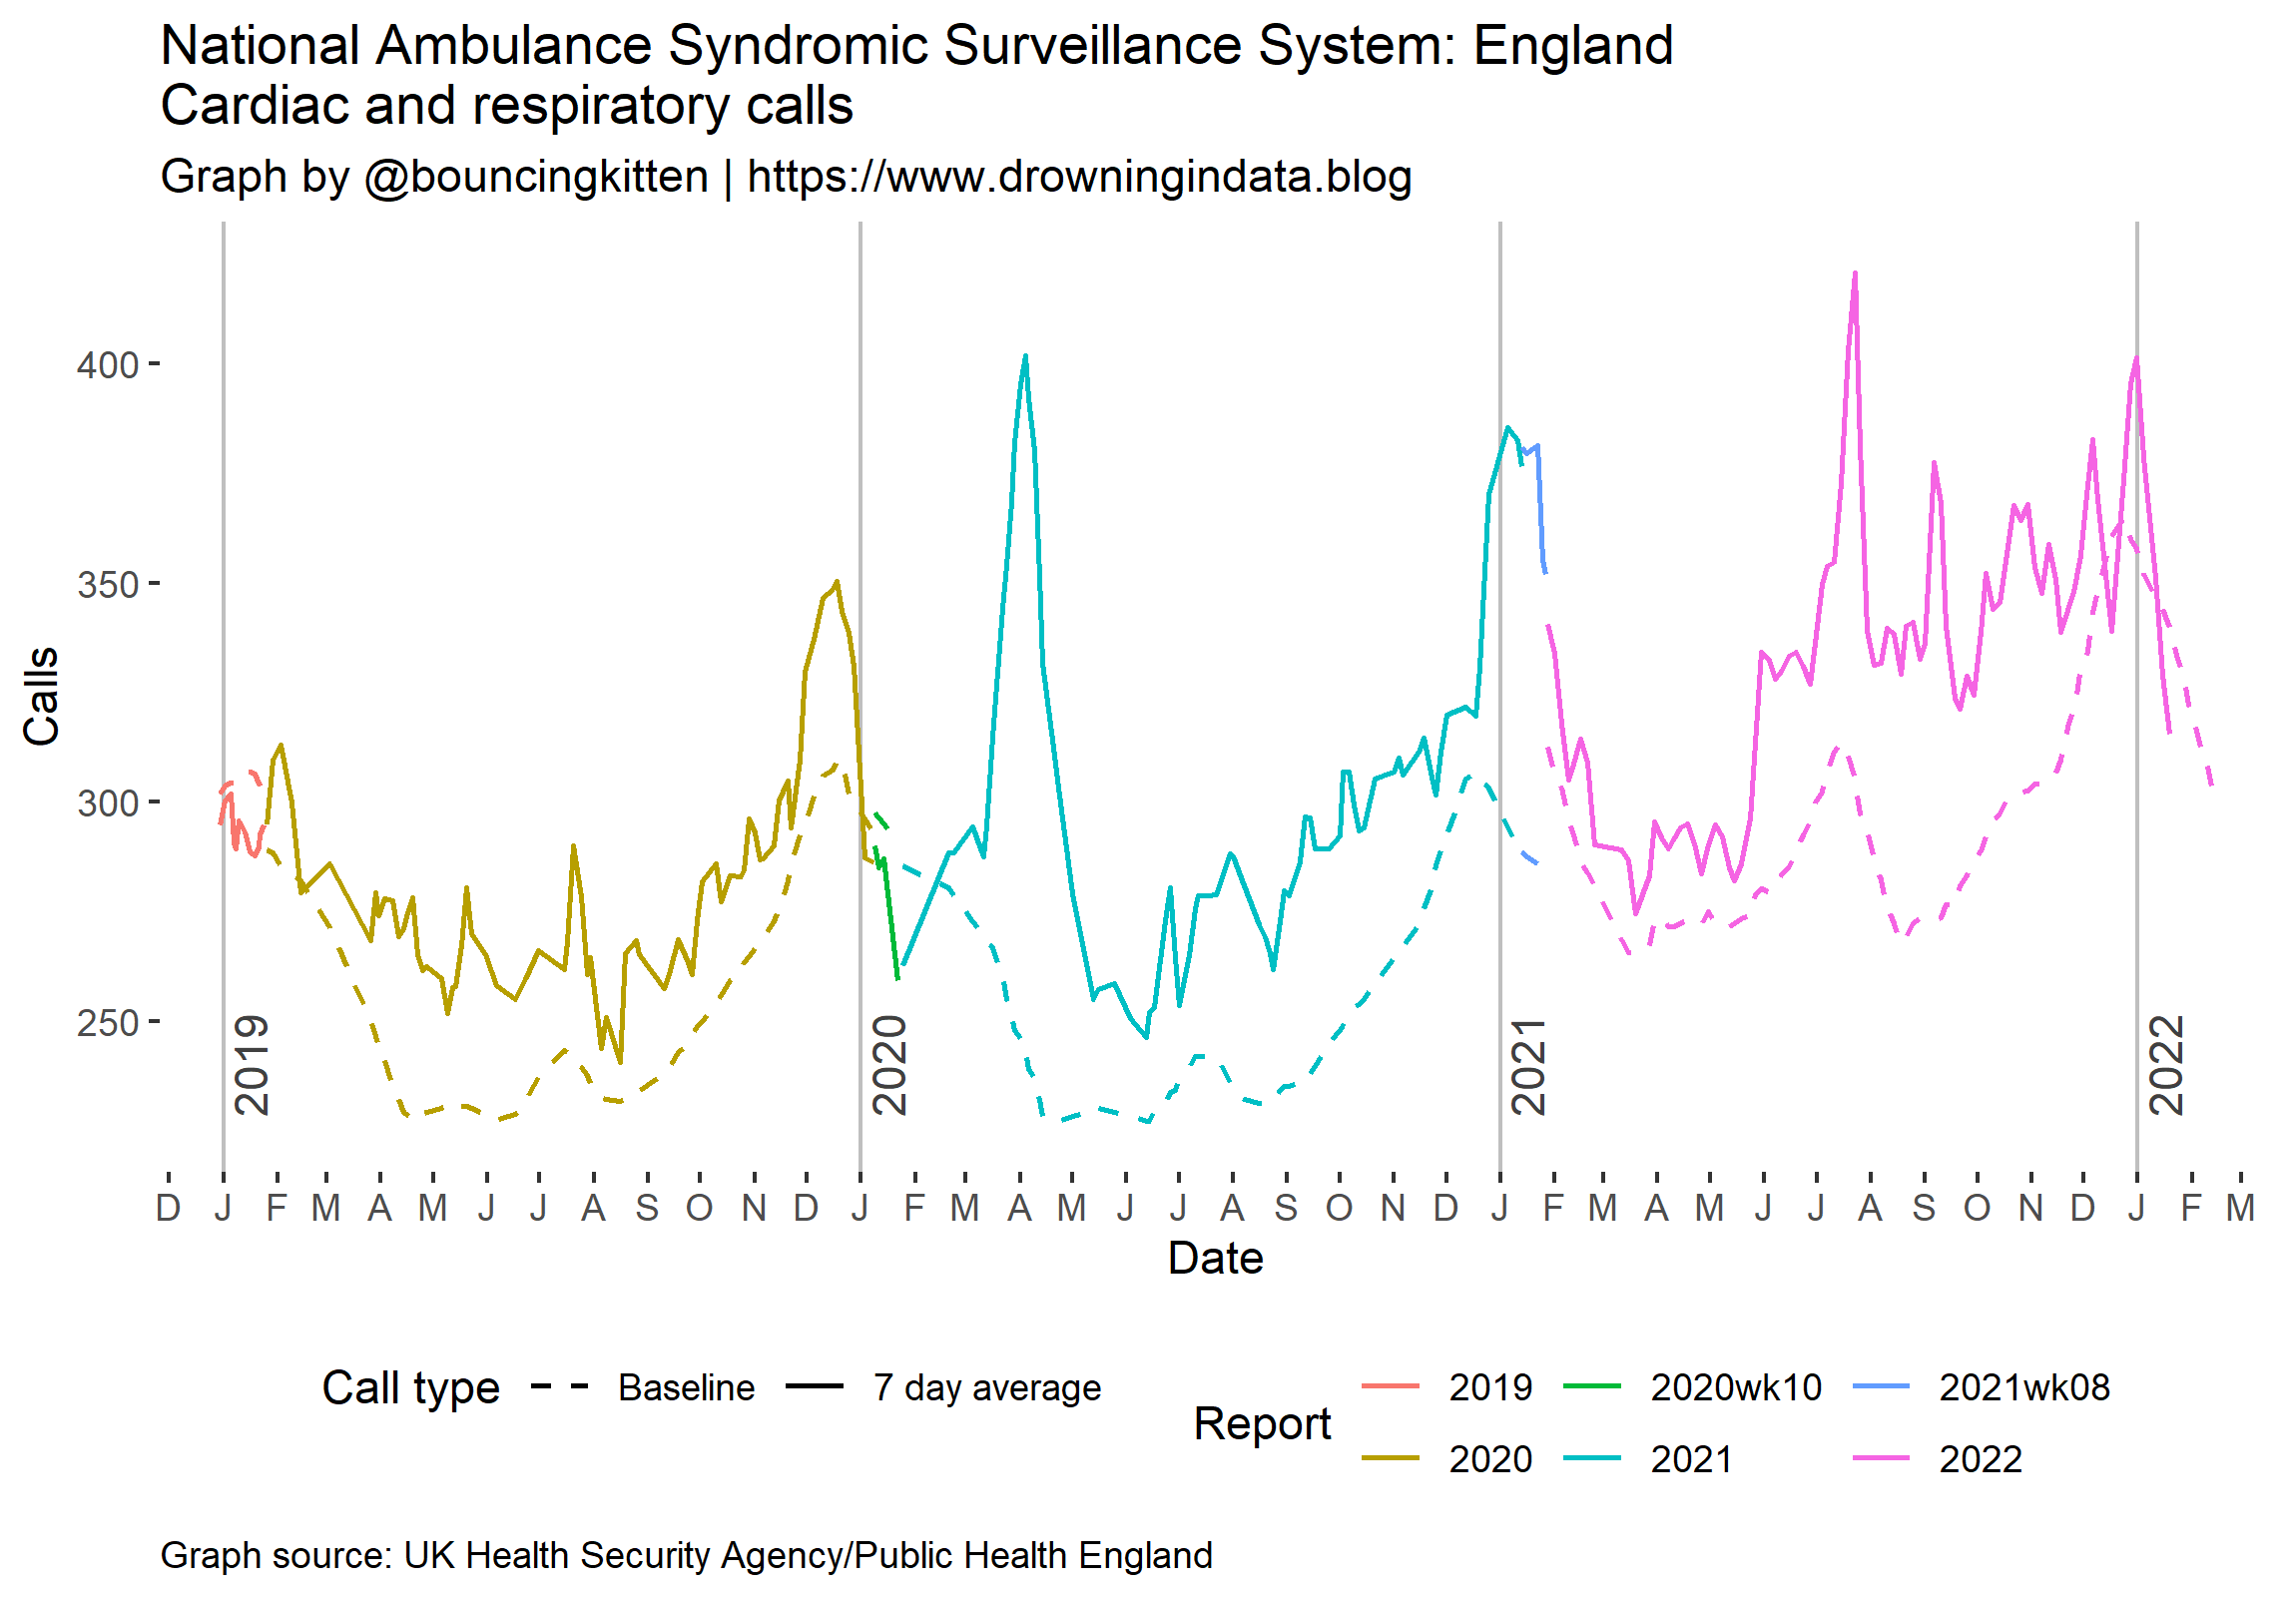 National Ambulance Syndromic Surveillance System: England
Cardiac and respiratory calls
Graph by @bouncingkitten | https://www.drowningindata.blog
Calls
400
350
300
250
2019
2020
2021
2022
D J F M A M J J A S O N D J F M A M J J A S O N D J F M A M J J A S O N D J F M
Date
Call type Baseline 7 day average
Report
2019 2020wk10 2021wk08
2020 2021 2022
Graph source: UK Health Security Agency/Public Health England